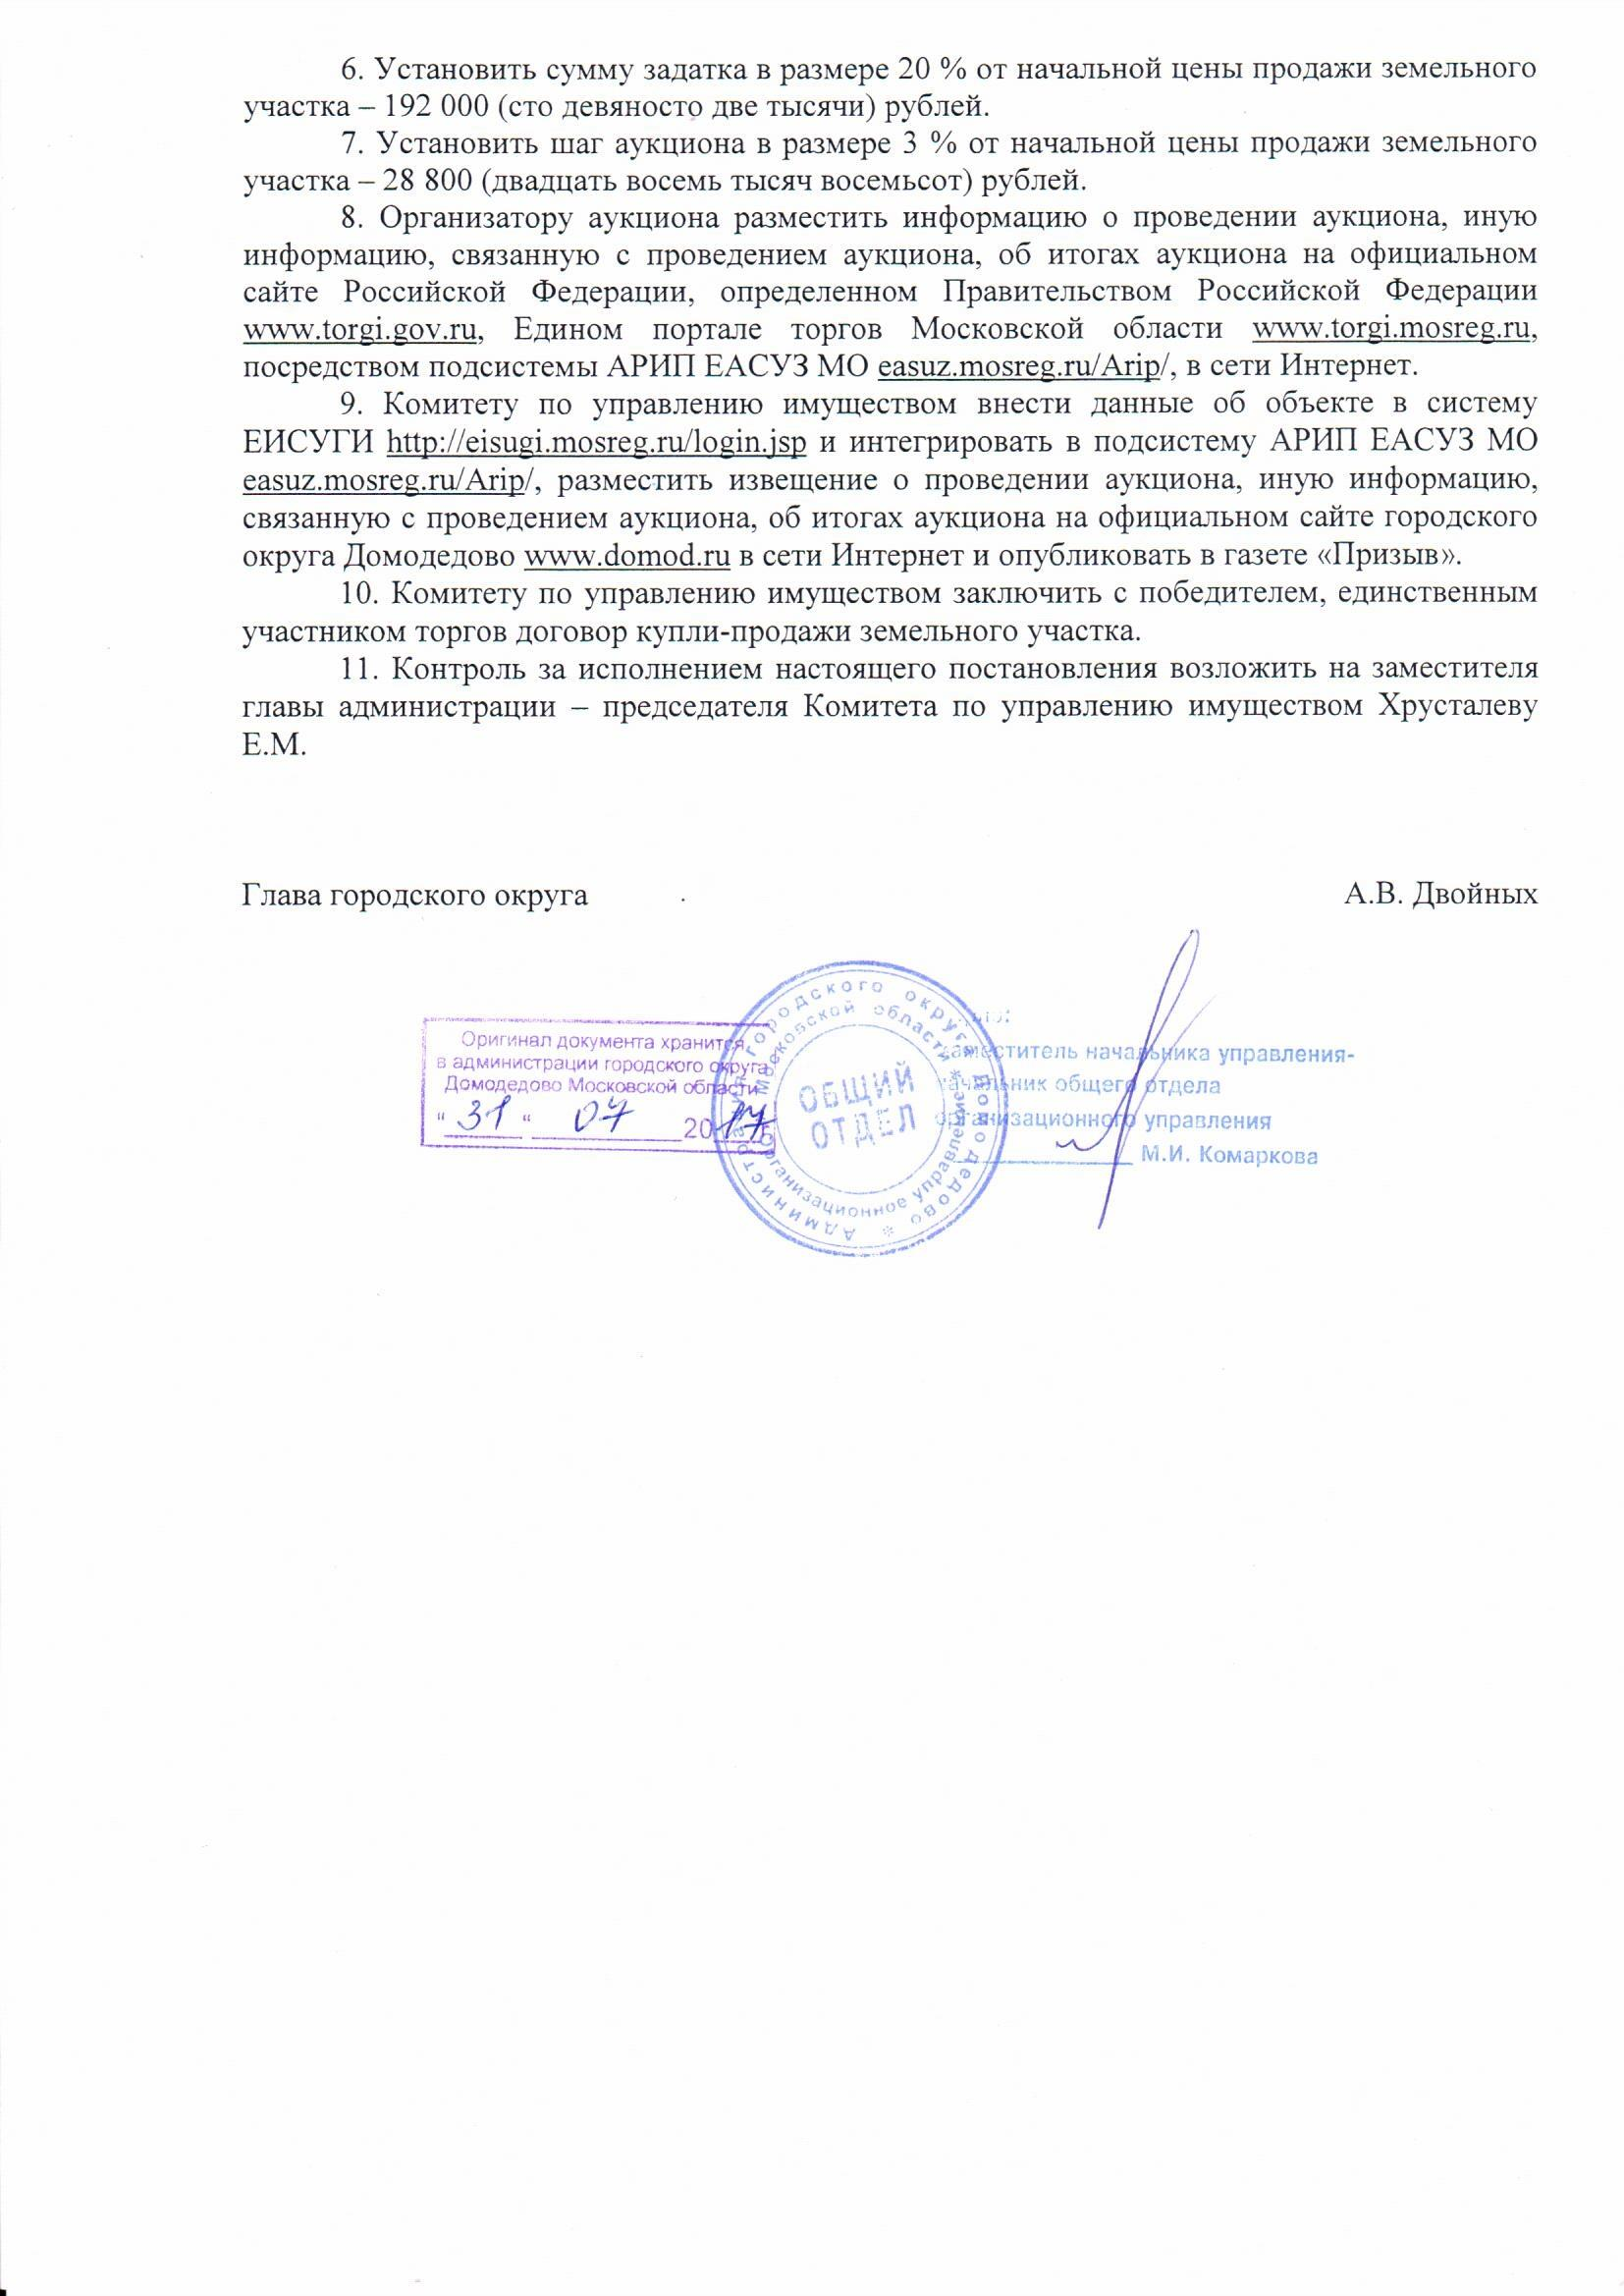 6. Установить сумму задатка в размере 20 % от начальной цены продажи земельного
участка – 192 000 (сто девяносто две тысячи) рублей.
7. Установить шаг аукциона в размере 3 % от начальной цены продажи земельного
участка – 28 800 (двадцать восемь тысяч восемьсот) рублей.
8. Организатору аукциона разместить информацию о проведении аукциона, иную
информацию, связанную с проведением аукциона, об итогах аукциона на официальном
сайте Российской Федерации, определенном Правительством Российской Федерации
www.torgi.gov.ru, Едином портале торгов Московской области www.torgi.mosreg.ru,
посредством подсистемы АРИП ЕАСУЗ МО easuz.mosreg.ru/Arip/, в сети Интернет.
9. Комитету по управлению имуществом внести данные об объекте в систему
ЕИСУГИ http://eisugi.mosreg.ru/login.jsp и интегрировать в подсистему АРИП ЕАСУЗ МО
easuz.mosreg.ru/Arip/, разместить извещение о проведении аукциона, иную информацию,
связанную с проведением аукциона, об итогах аукциона на официальном сайте городского
округа Домодедово www.domod.ru в сети Интернет и опубликовать в газете «Призыв».
10. Комитету по управлению имуществом заключить с победителем, единственным
участником торгов договор купли-продажи земельного участка.
11. Контроль за исполнением настоящего постановления возложить на заместителя
главы администрации – председателя Комитета по управлению имуществом Хрусталеву
Е.М.
Глава городского округа А.В. Двойных
Оригинал документа хранится
в администрации городского округа
Домодедово Московской области
“ 31 “ 07 2017 г.
Администрация городского округа Домодедово *
Московской области * Организационное управление *
ОБЩИЙ
ОТДЕЛ
заместитель начальника управления-
начальник общего отдела
организационного управления
М.И. Комаркова